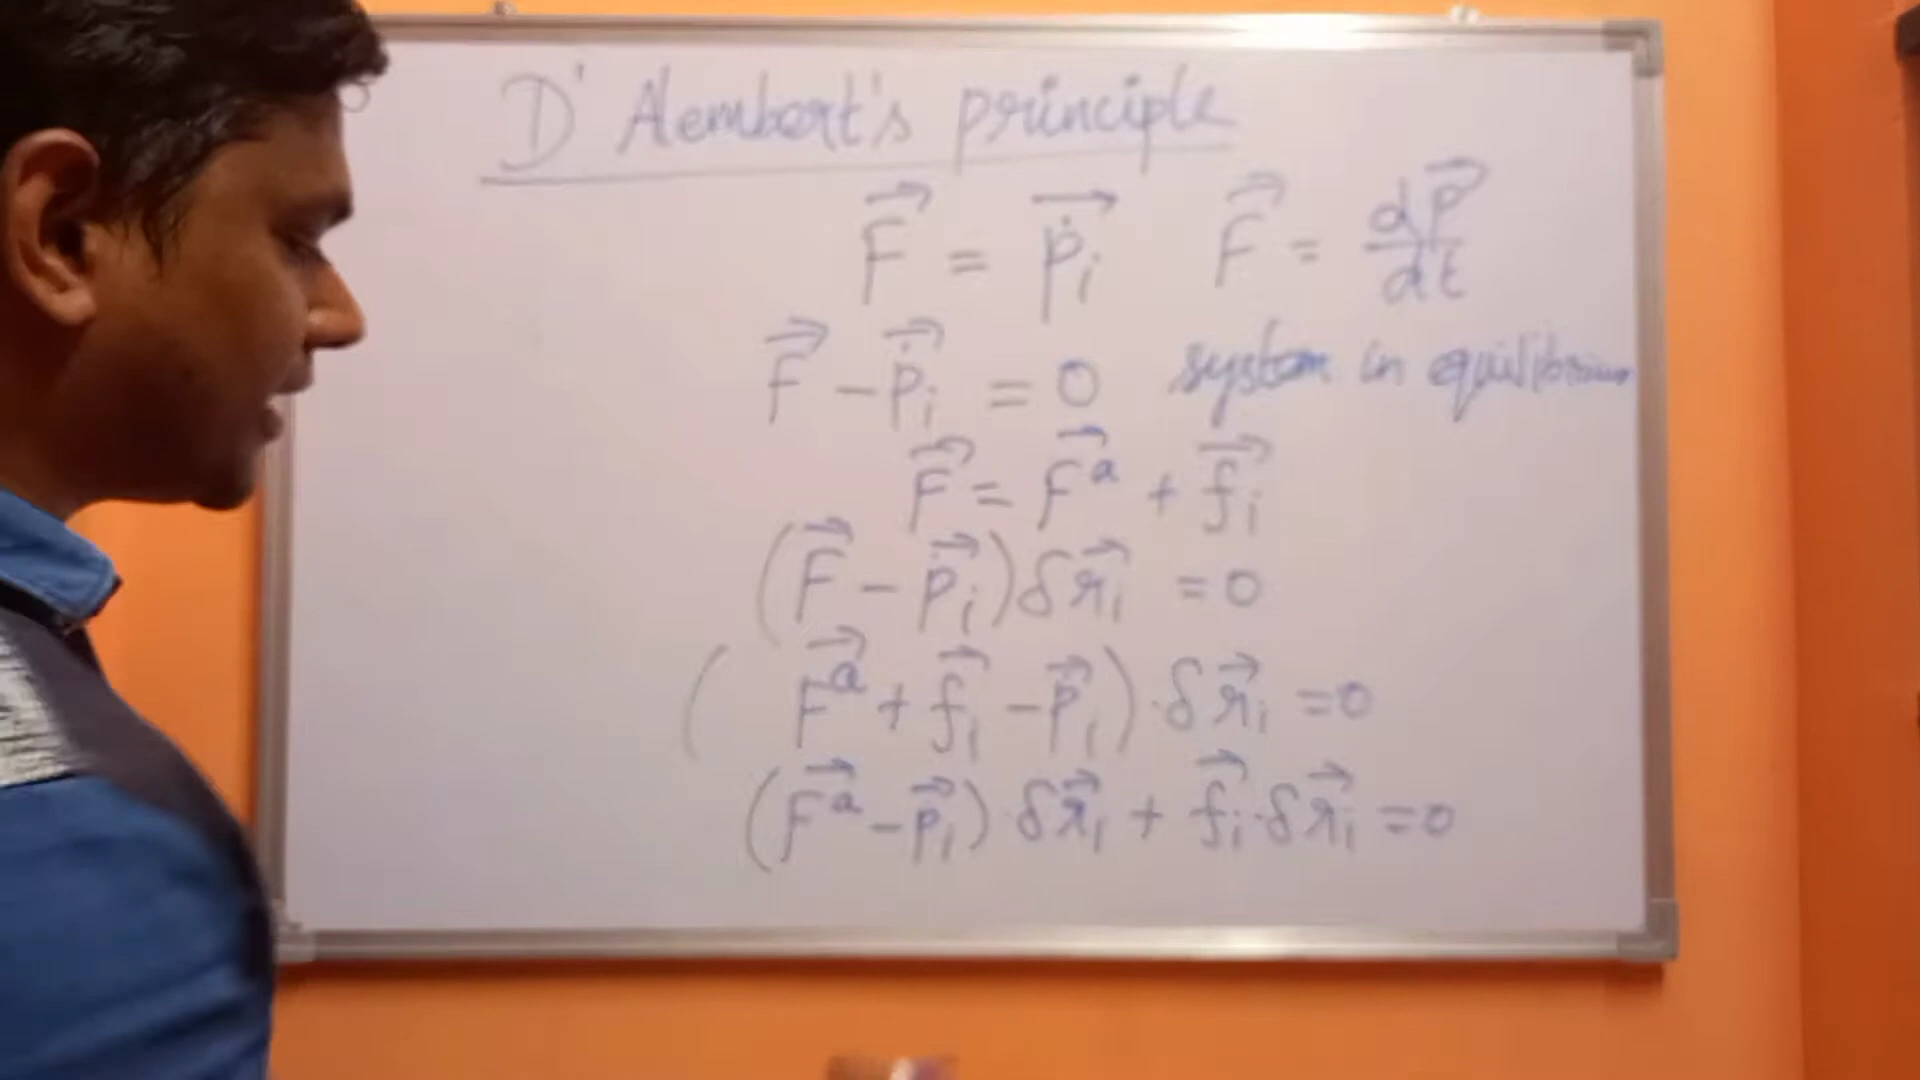 D'Alembert's principle
F⃗ = ṗ⃗ᵢ F⃗ = dP⃗/dt
F⃗ − ṗ⃗ᵢ = 0 system in equilibrium
F⃗ = F⃗ᵃ + f⃗ᵢ
(F⃗ − ṗ⃗ᵢ) δr⃗ᵢ = 0
(F⃗ᵃ + f⃗ᵢ − ṗ⃗ᵢ) · δr⃗ᵢ = 0
(F⃗ᵃ − ṗ⃗ᵢ) · δr⃗ᵢ + f⃗ᵢ · δr⃗ᵢ = 0